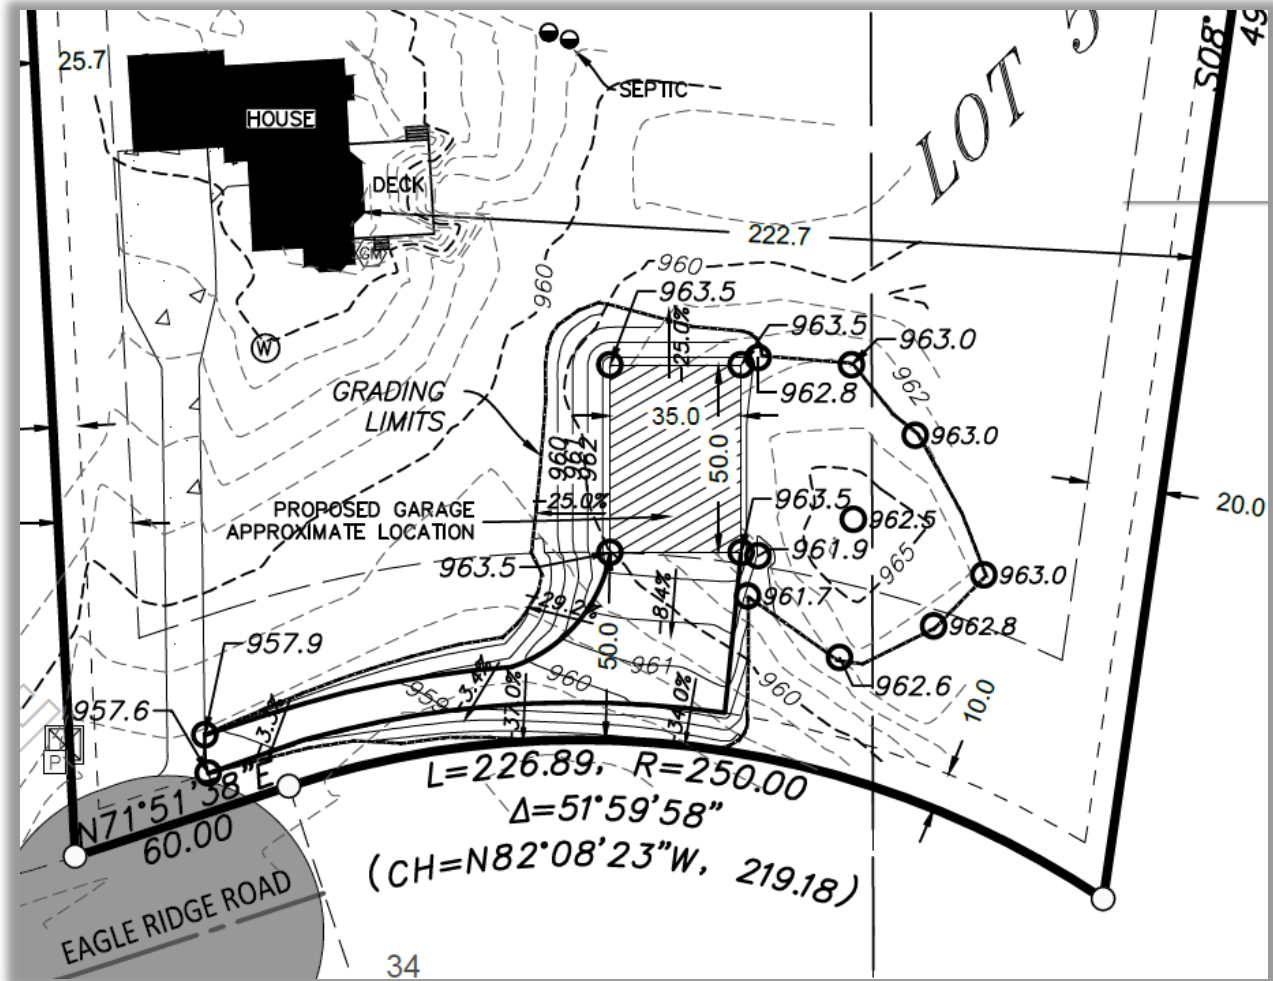 25.7
SEPTIC
LOT 5
S08°
49
HOUSE
DECK
GM
222.7
960
960
963.5
25.0%
963.5
963.0
W
962.8
962
GRADING
LIMITS
35.0
963.0
960
961
962
50.0
25.0%
963.5
20.0
PROPOSED GARAGE
APPROXIMATE LOCATION
962.5
961.9
965
963.5
963.0
29.2%
-8.4%
961.7
962.8
957.9
50.0
961
960
959
-3.4%
960
962.6
957.6
-3.3%
-37.0%
-34.0%
10.0
P
L=226.89, R=250.00
N71°51'38"E
60.00
Δ=51°59'58"
(CH=N82°08'23"W, 219.18)
EAGLE RIDGE ROAD
34